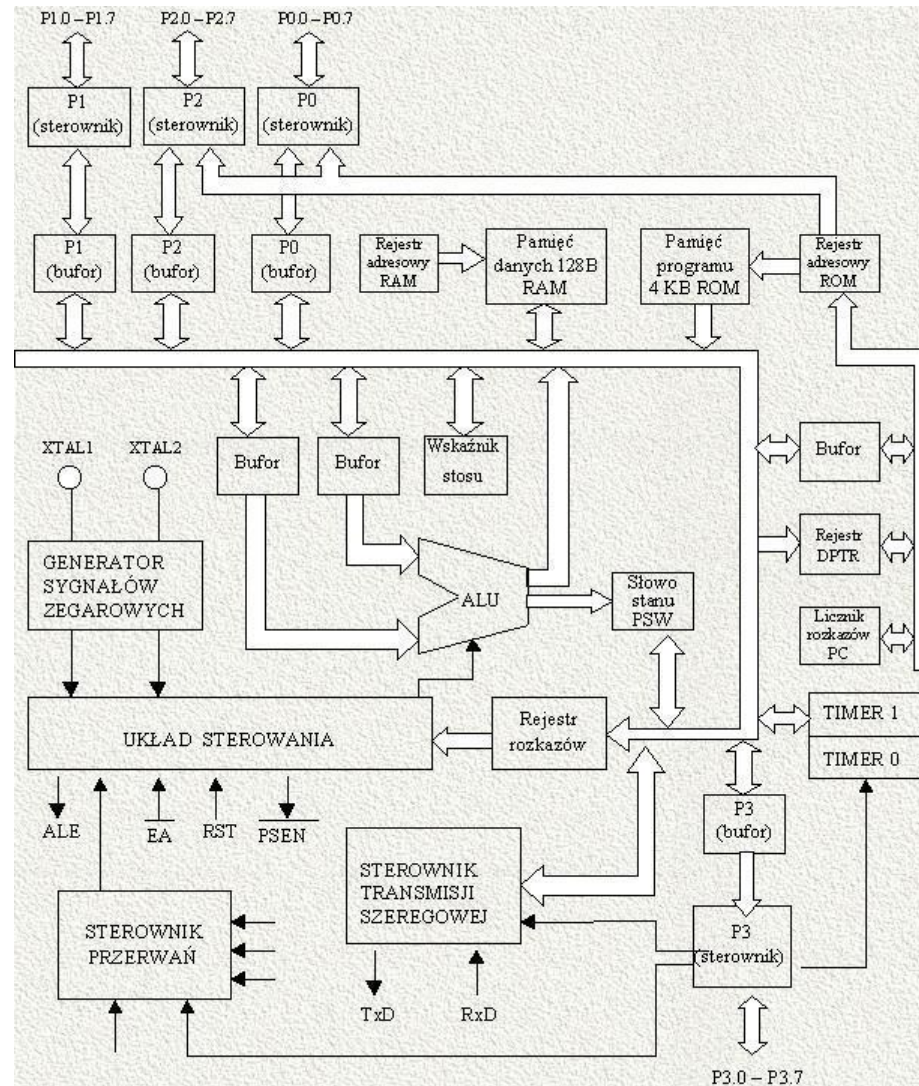 P1.0 – P1.7
P2.0 – P2.7
P0.0 – P0.7
P1
(sterownik)
P2
(sterownik)
P0
(sterownik)
P1
(bufor)
P2
(bufor)
P0
(bufor)
Rejestr
adresowy
RAM
Pamięć
danych 128B
RAM
Pamięć
programu
4 KB ROM
Rejestr
adresowy
ROM
XTAL1
XTAL2
Bufor
Bufor
Wskaźnik
stosu
Bufor
GENERATOR
SYGNAŁÓW
ZEGAROWYCH
ALU
Słowo
stanu
PSW
Rejestr
DPTR
Licznik
rozkazów
PC
UKŁAD STEROWANIA
Rejestr
rozkazów
TIMER 1
TIMER 0
ALE
EA
RST
PSEN
P3
(bufor)
STEROWNIK
TRANSMISJI
SZEREGOWEJ
STEROWNIK
PRZERWAŃ
P3
(sterownik)
TxD
RxD
P3.0 – P3.7